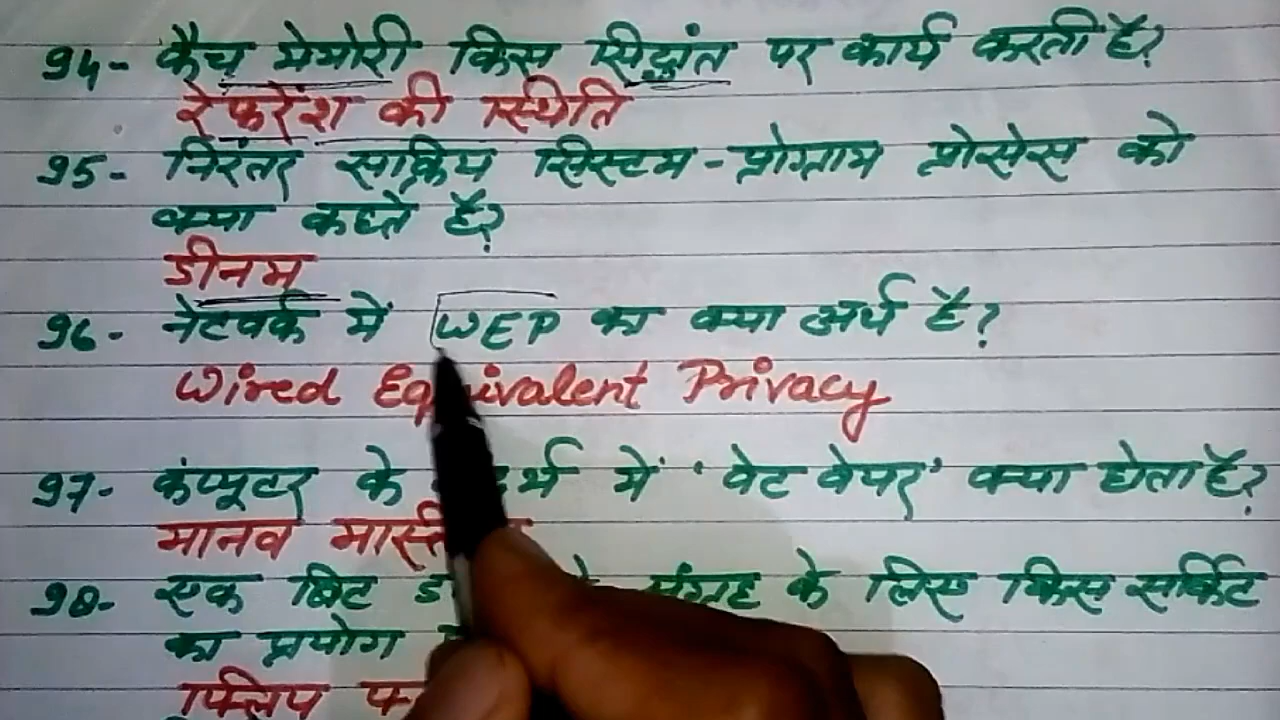 94- कैच मेमोरी किस सिद्धांत पर कार्य करती है?
रेफरेंश की स्थिति
95- निरंतर सक्रिय सिस्टम-प्रोग्राम प्रोसेस को
क्या कहते हैं?
डीनम
96- नेटवर्क में WEP का क्या अर्थ है?
Wired Equivalent Privacy
97- कंप्यूटर के में 'वेट वेयर' क्या होता है?
मानव
98- एक बिट के लिए किस सर्किट
का प्रयोग
फ्लिप